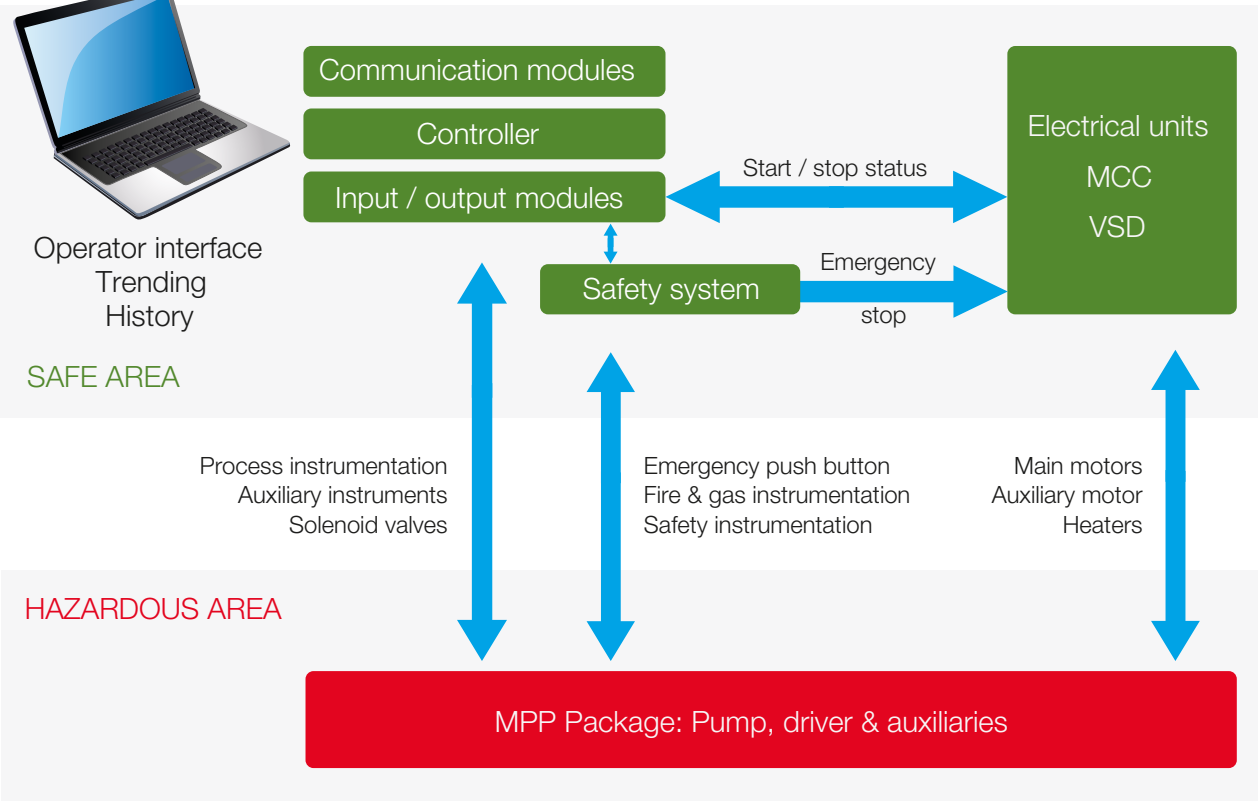 Communication modules
Controller
Input / output modules
Start / stop status
Electrical units
MCC
VSD
Operator interface
Trending
History
Safety system
Emergency
stop
SAFE AREA
Process instrumentation
Auxiliary instruments
Solenoid valves
Emergency push button
Fire & gas instrumentation
Safety instrumentation
Main motors
Auxiliary motor
Heaters
HAZARDOUS AREA
MPP Package: Pump, driver & auxiliaries